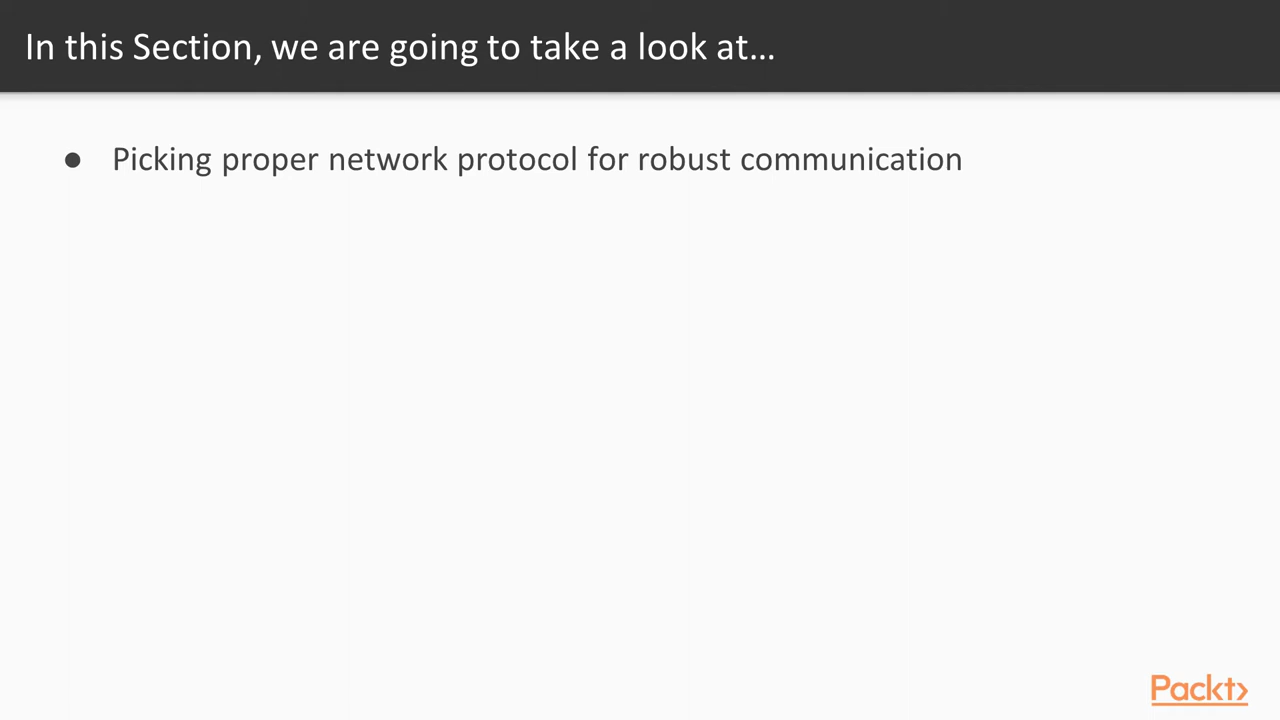 In this Section, we are going to take a look at…
● Picking proper network protocol for robust communication
Packt>